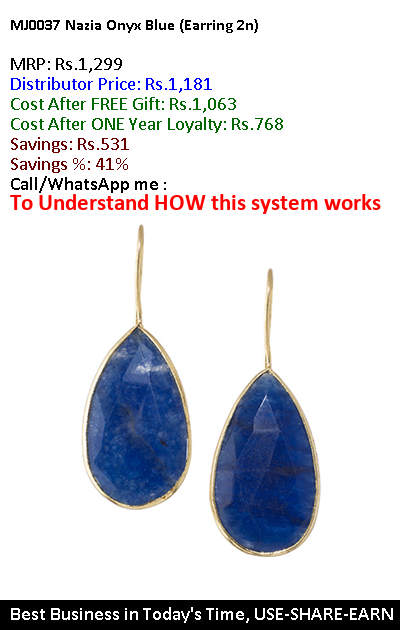 MJ0037 Nazia Onyx Blue (Earring 2n)
MRP: Rs.1,299
Distributor Price: Rs.1,181
Cost After FREE Gift: Rs.1,063
Cost After ONE Year Loyalty: Rs.768
Savings: Rs.531
Savings %: 41%
Call/WhatsApp me :
To Understand HOW this system works
Best Business in Today's Time, USE-SHARE-EARN